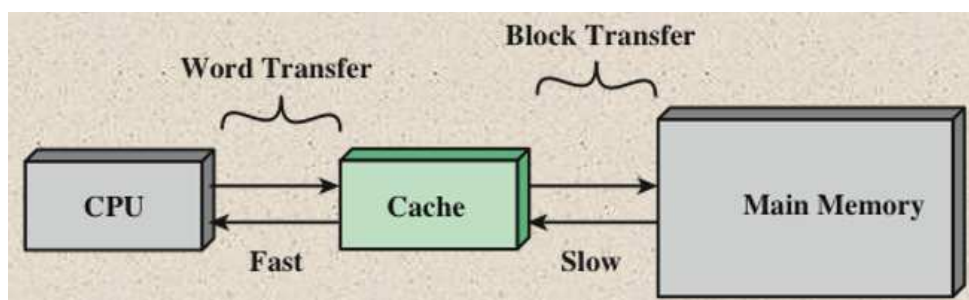 Block Transfer
Word Transfer
CPU
Cache
Main Memory
Fast
Slow